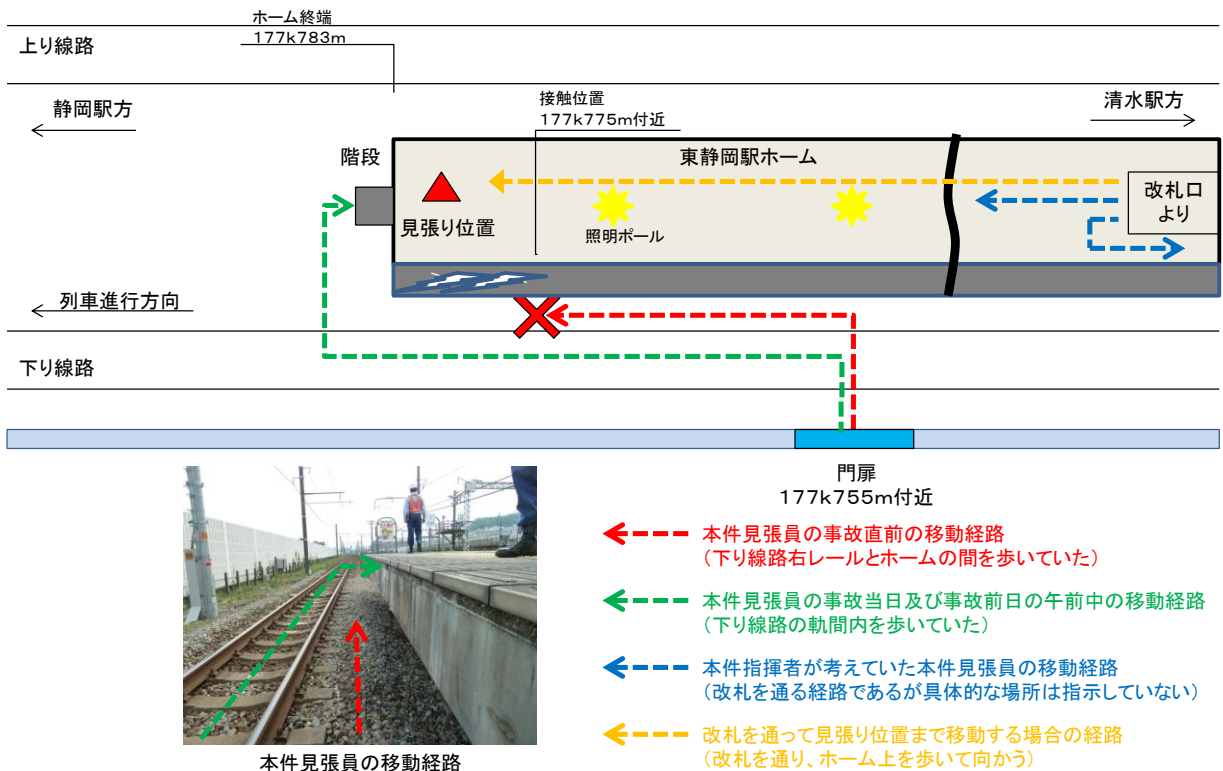 ホーム終端
177k783m
上り線路
静岡駅方
接触位置
177k775m付近
清水駅方
階段
東静岡駅ホーム
改札口
より
見張り位置
照明ポール
列車進行方向
下り線路
門扉
177k755m付近
本件見張員の移動経路
本件見張員の事故直前の移動経路
(下り線路右レールとホームの間を歩いていた)
本件見張員の事故当日及び事故前日の午前中の移動経路
(下り線路の軌間内を歩いていた)
本件指揮者が考えていた本件見張員の移動経路
(改札を通る経路であるが具体的な場所は指示していない)
改札を通って見張り位置まで移動する場合の経路
(改札を通り、ホーム上を歩いて向かう)